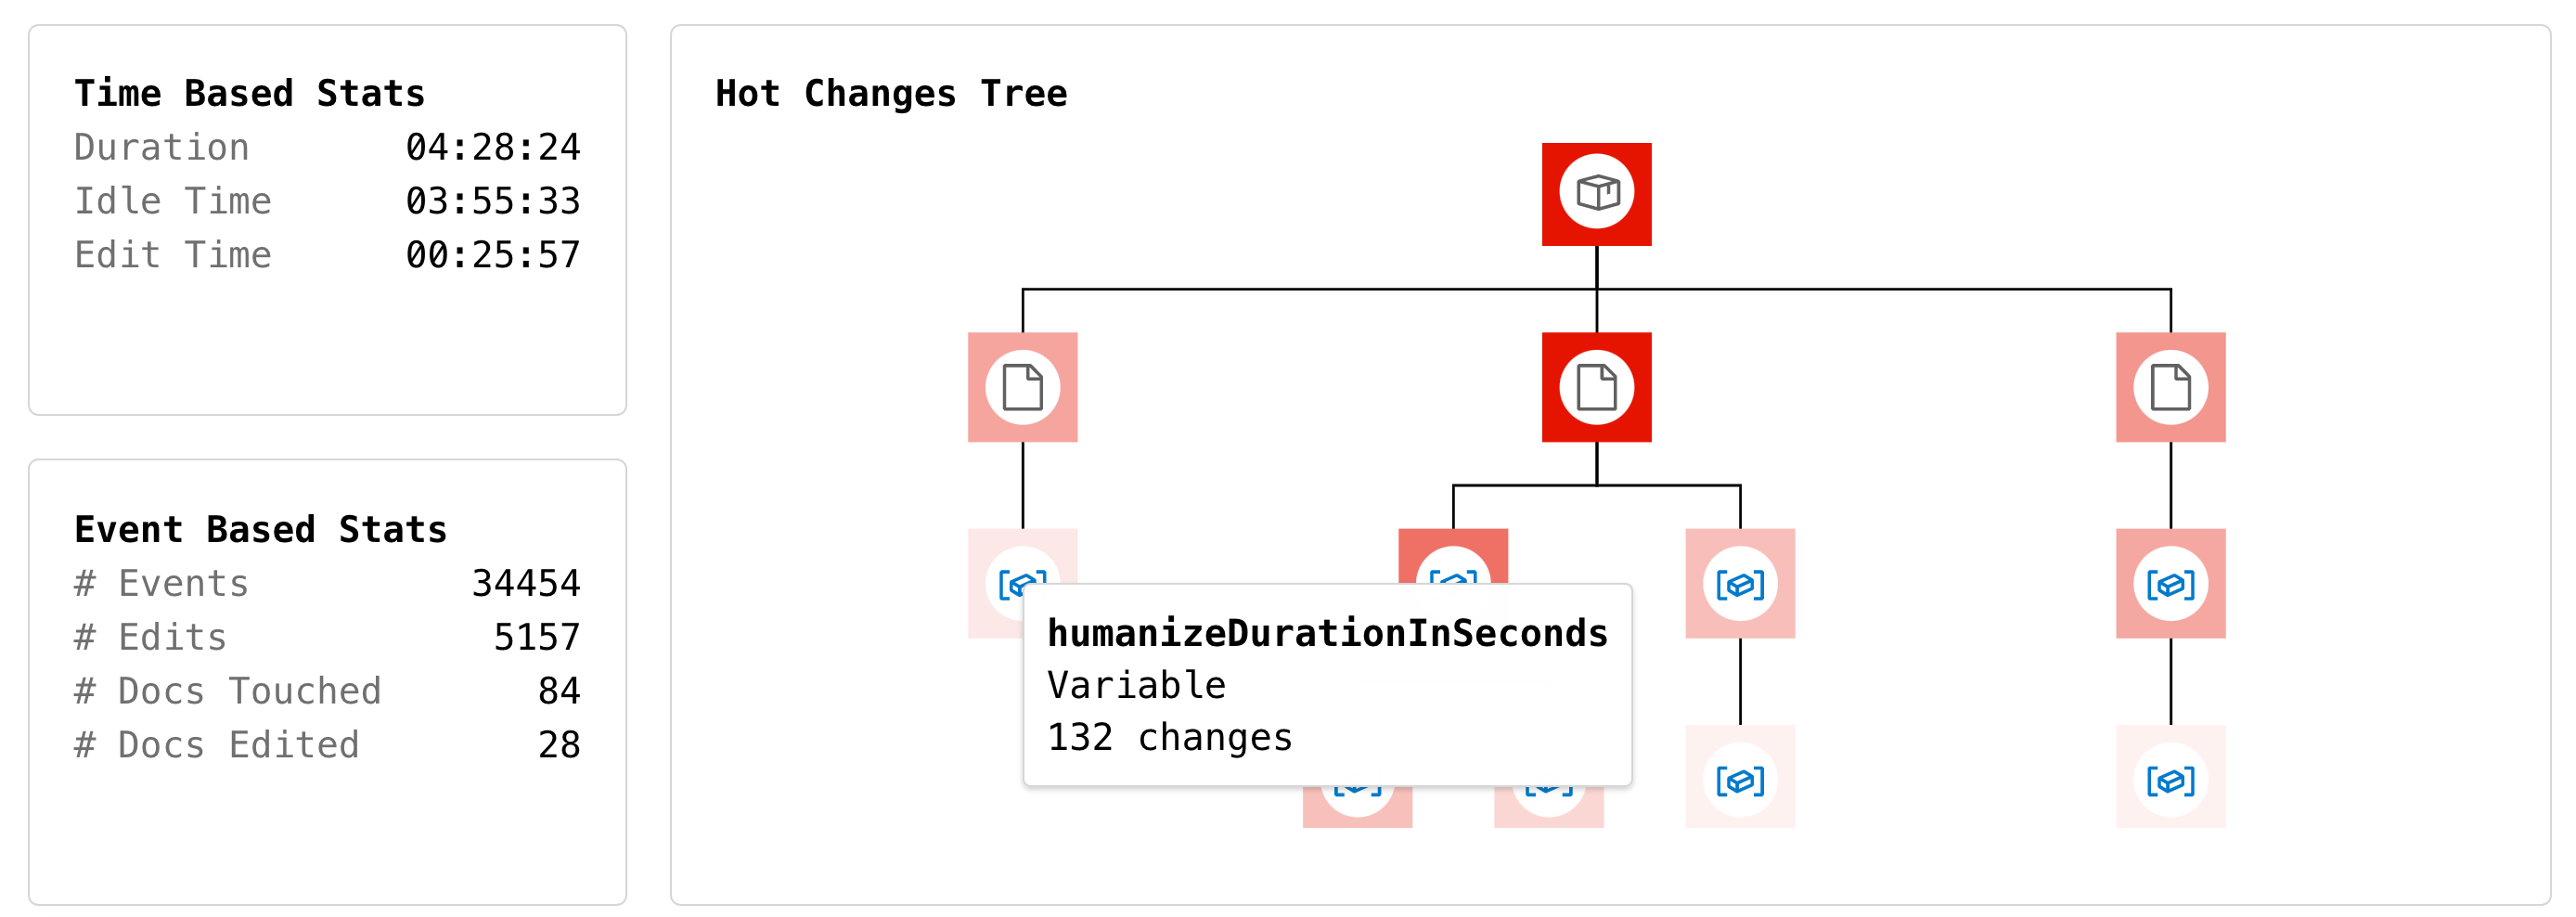 Time Based Stats
Duration 04:28:24
Idle Time 03:55:33
Edit Time 00:25:57
Event Based Stats
# Events 34454
# Edits 5157
# Docs Touched 84
# Docs Edited 28
Hot Changes Tree
humanizeDurationInSeconds
Variable
132 changes